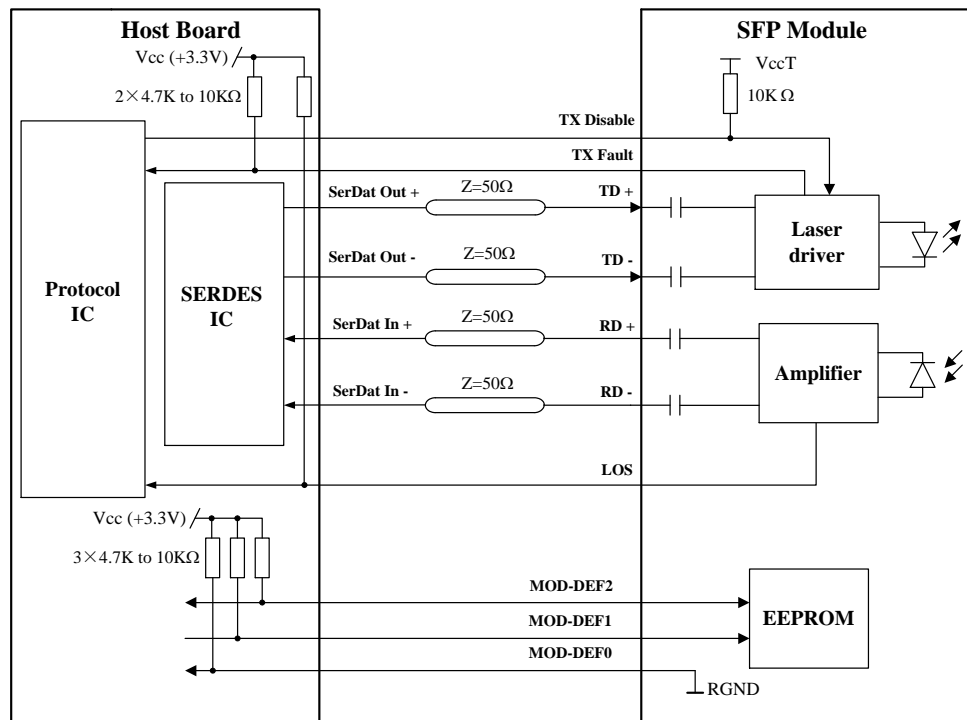 Host Board
SFP Module
Vcc (+3.3V)
VccT
2×4.7K to 10KΩ
10K Ω
TX Disable
TX Fault
SerDat Out +
Z=50Ω
TD +
Laser
driver
SerDat Out -
Z=50Ω
TD -
Protocol
IC
SERDES
IC
SerDat In +
Z=50Ω
RD +
Amplifier
SerDat In -
Z=50Ω
RD -
LOS
Vcc (+3.3V)
3×4.7K to 10KΩ
MOD-DEF2
EEPROM
MOD-DEF1
MOD-DEF0
RGND